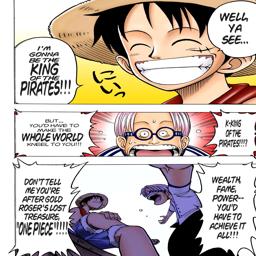 WELL,
YA
SEE...
I'M
GONNA
BE THE
KING
OF THE
PIRATES!!!
にいっ
K-KING
OF THE
PIRATES!!??
BUT...
YOU'D HAVE TO
MAKE THE
WHOLE WORLD
KNEEL TO YOU!!!
WEALTH,
FAME,
POWER--
YOU'D
HAVE TO
ACHIEVE
IT
ALL!!!
DON'T TELL
ME YOU'RE
AFTER GOLD
ROGER'S LOST
TREASURE,
"ONE PIECE"!!!!